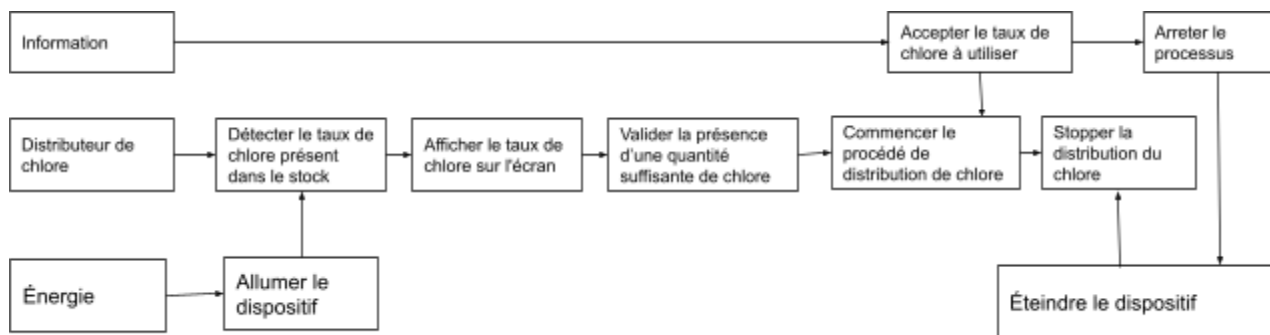 Information
Accepter le taux de
chlore à utiliser
Arreter le
processus
Distributeur de
chlore
Détecter le taux de
chlore présent
dans le stock
Afficher le taux de
chlore sur l'écran
Valider la présence
d'une quantité
suffisante de chlore
Commencer le
procédé de
distribution de chlore
Stopper la
distribution du
chlore
Énergie
Allumer le
dispositif
Éteindre le dispositif